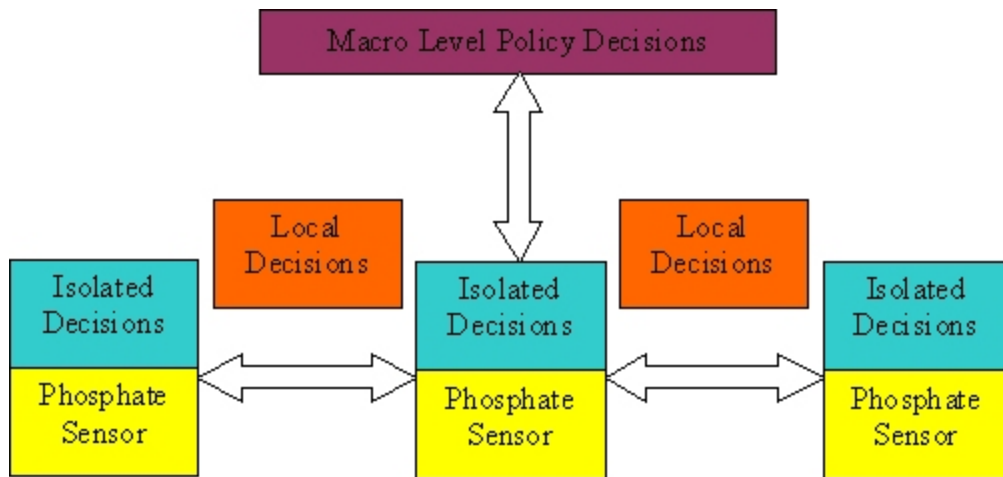 Macro Level Policy Decisions
Local
Decisions
Local
Decisions
Isolated
Decisions
Isolated
Decisions
Isolated
Decisions
Phosphate
Sensor
Phosphate
Sensor
Phosphate
Sensor